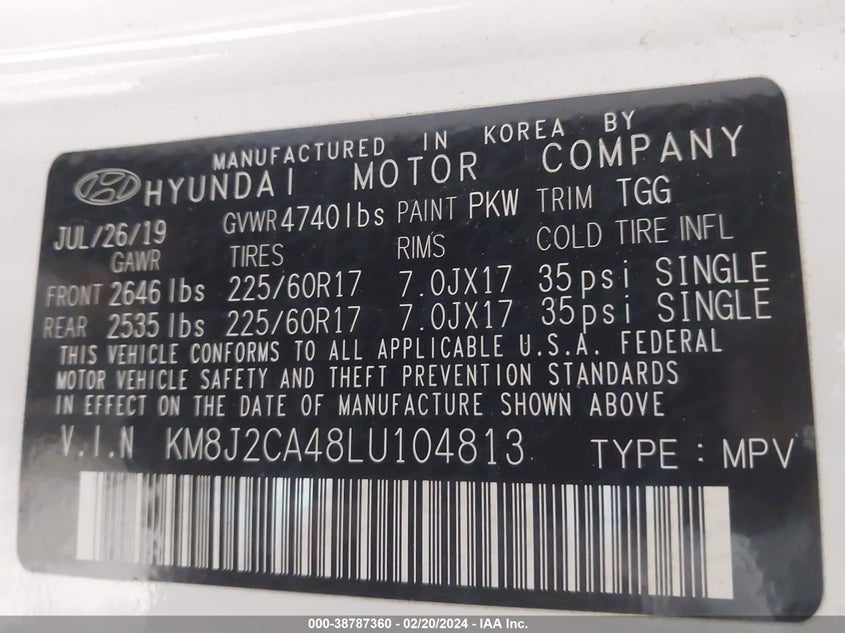 MANUFACTURED IN KOREA BY
HYUNDAI MOTOR COMPANY
JUL/26/19 GVWR 4740lbs PAINT PKW TRIM TGG
GAWR TIRES RIMS COLD TIRE INFL
FRONT 2646lbs 225/60R17 7.0JX17 35psi SINGLE
REAR 2535lbs 225/60R17 7.0JX17 35psi SINGLE
THIS VEHICLE CONFORMS TO ALL APPLICABLE U.S.A. FEDERAL
MOTOR VEHICLE SAFETY AND THEFT PREVENTION STANDARDS
IN EFFECT ON THE DATE OF MANUFACTURE SHOWN ABOVE
V.I.N KM8J2CA48LU104813 TYPE : MPV
000-38787360 - 02/20/2024 - IAA Inc.